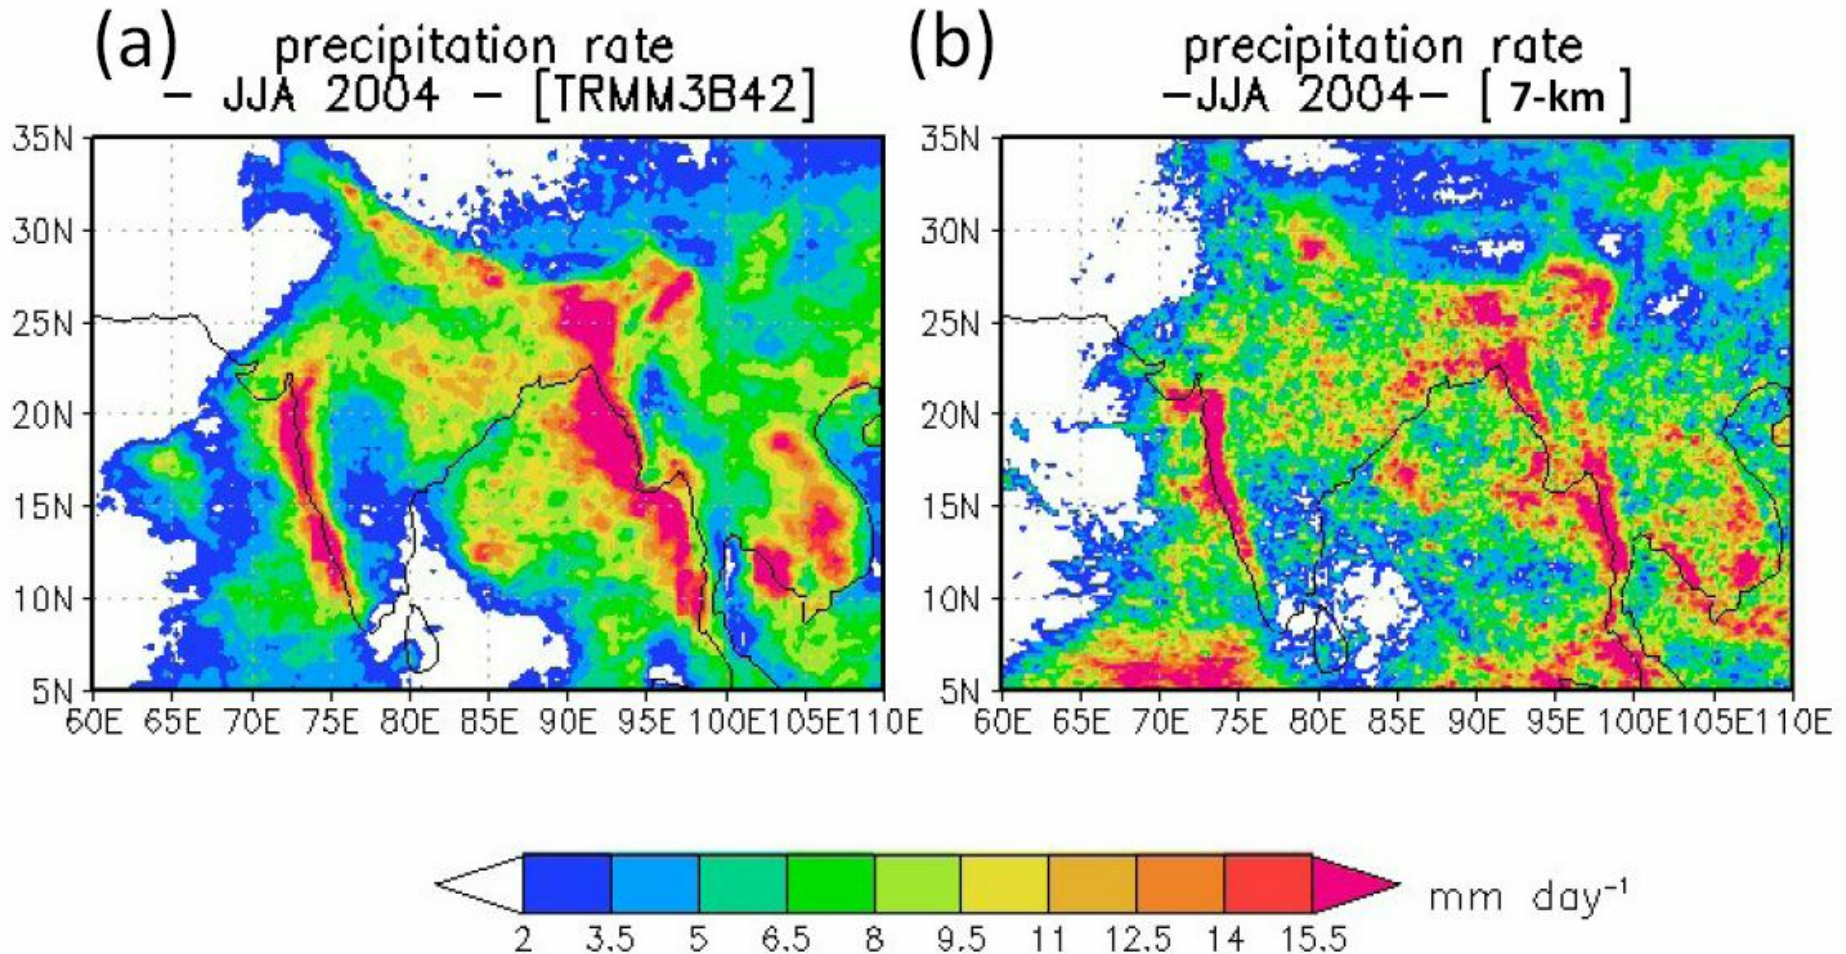 (a) precipitation rate
- JJA 2004 - [TRMM3B42]
35N
30N
25N
20N
15N
10N
5N
60E 65E 70E 75E 80E 85E 90E 95E 100E105E110E
(b) precipitation rate
-JJA 2004- [ 7-km ]
35N
30N
25N
20N
15N
10N
5N
60E 65E 70E 75E 80E 85E 90E 95E 100E105E110E
2 3.5 5 6.5 8 9.5 11 12.5 14 15.5
mm day⁻¹